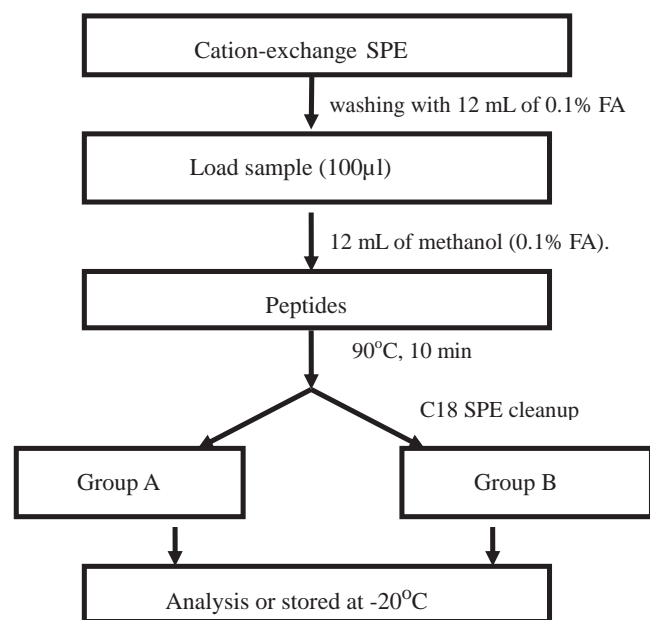 Cation-exchange SPE
washing with 12 mL of 0.1% FA
Load sample (100μl)
12 mL of methanol (0.1% FA).
Peptides
90°C, 10 min
C18 SPE cleanup
Group A
Group B
Analysis or stored at -20°C